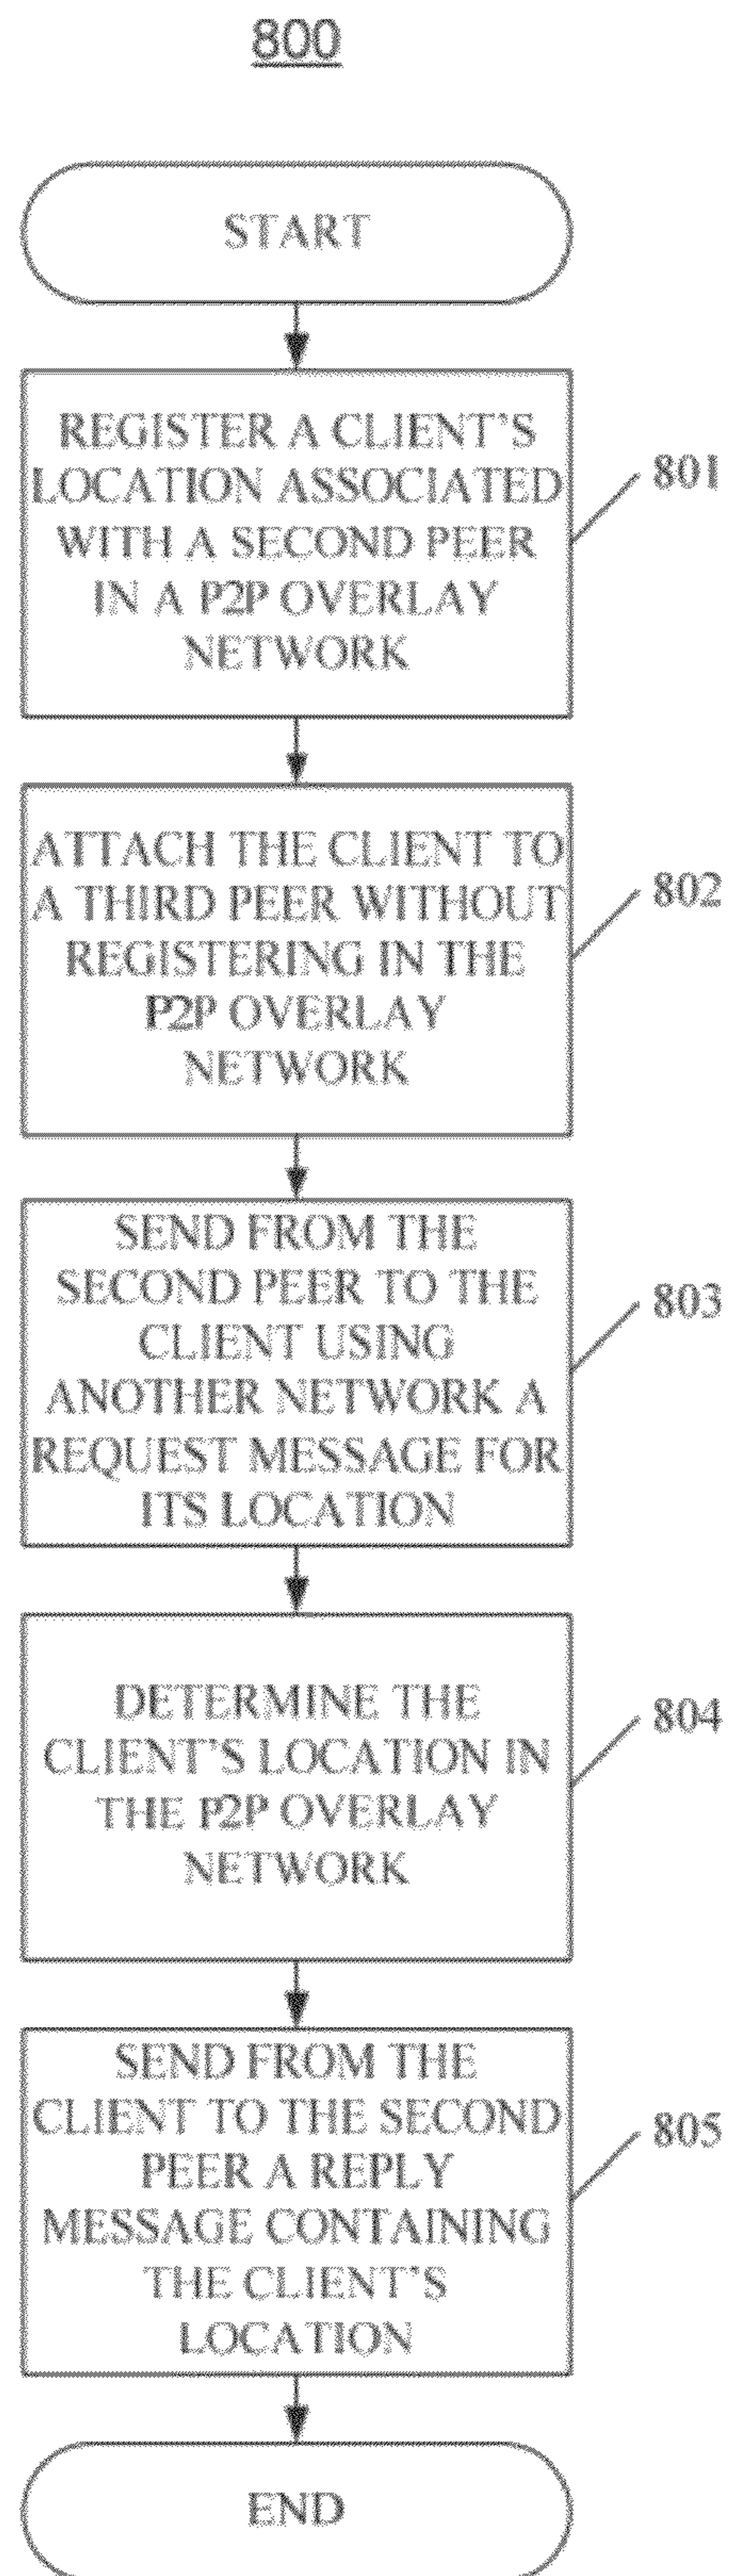 800
START
REGISTER A CLIENT'S
LOCATION ASSOCIATED
WITH A SECOND PEER
IN A P2P OVERLAY
NETWORK
801
ATTACH THE CLIENT TO
A THIRD PEER WITHOUT
REGISTERING IN THE
P2P OVERLAY
NETWORK
802
SEND FROM THE
SECOND PEER TO THE
CLIENT USING
ANOTHER NETWORK A
REQUEST MESSAGE FOR
ITS LOCATION
803
DETERMINE THE
CLIENT'S LOCATION IN
THE P2P OVERLAY
NETWORK
804
SEND FROM THE
CLIENT TO THE SECOND
PEER A REPLY
MESSAGE CONTAINING
THE CLIENT'S
LOCATION
805
END